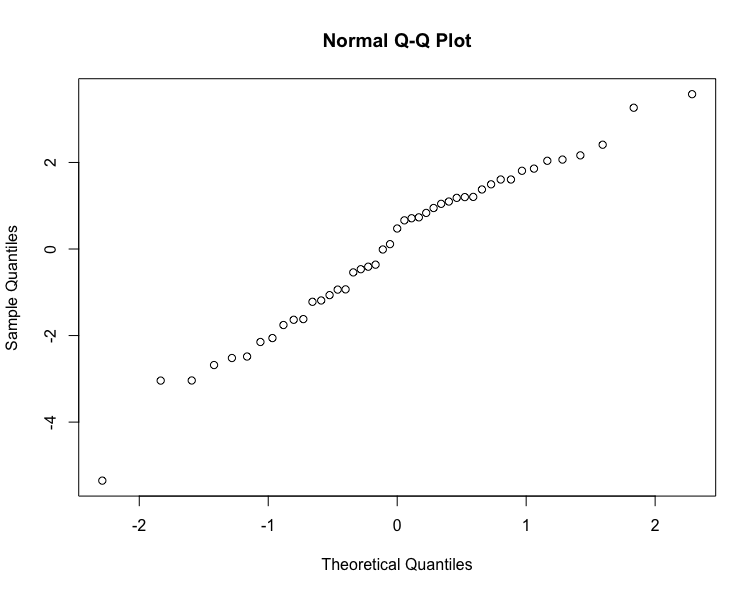 Normal Q-Q Plot
Sample Quantiles
2
0
-2
-4
-2 -1 0 1 2
Theoretical Quantiles